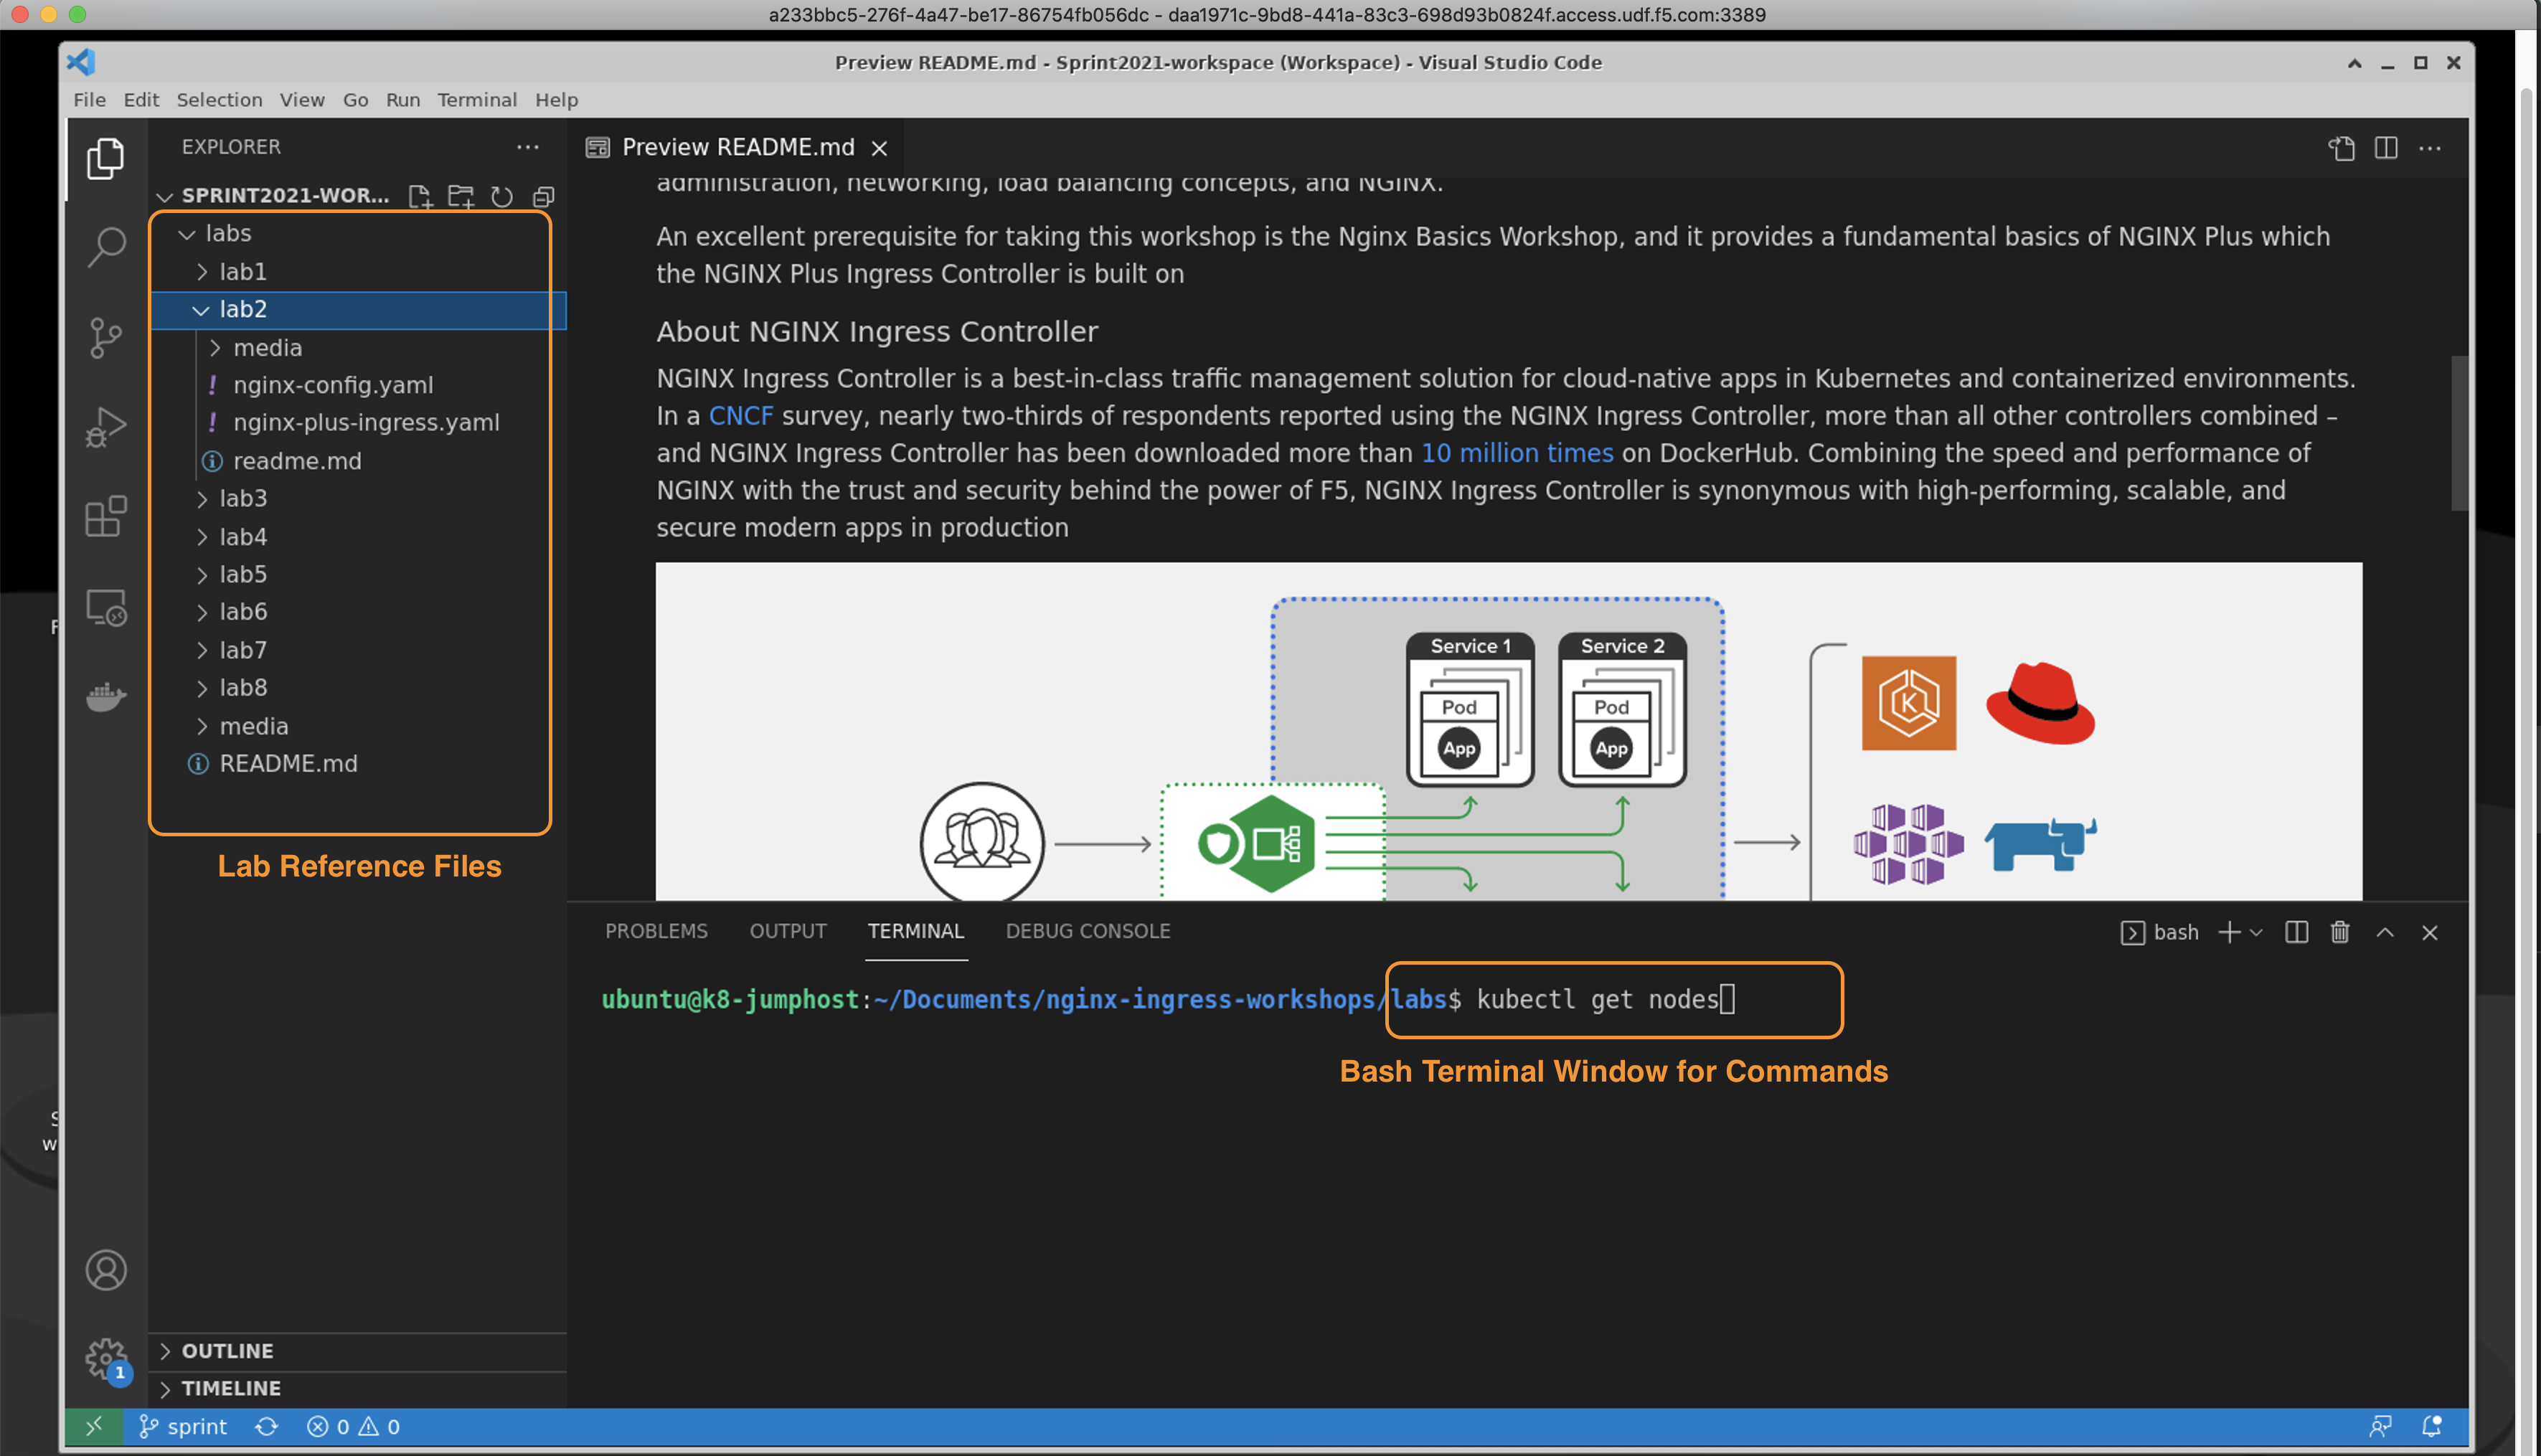 a233bbc5-276f-4a47-be17-86754fb056dc - daa1971c-9bd8-441a-83c3-698d93b0824f.access.udf.f5.com:3389
Preview README.md - Sprint2021-workspace (Workspace) - Visual Studio Code
File Edit Selection View Go Run Terminal Help
EXPLORER
SPRINT2021-WOR...
labs
lab1
lab2
media
nginx-config.yaml
nginx-plus-ingress.yaml
readme.md
lab3
lab4
lab5
lab6
lab7
lab8
media
README.md
Lab Reference Files
OUTLINE
TIMELINE
Preview README.md
administration, networking, load balancing concepts, and NGINX.
An excellent prerequisite for taking this workshop is the Nginx Basics Workshop, and it provides a fundamental basics of NGINX Plus which
the NGINX Plus Ingress Controller is built on
About NGINX Ingress Controller
NGINX Ingress Controller is a best-in-class traffic management solution for cloud-native apps in Kubernetes and containerized environments.
In a CNCF survey, nearly two-thirds of respondents reported using the NGINX Ingress Controller, more than all other controllers combined –
and NGINX Ingress Controller has been downloaded more than 10 million times on DockerHub. Combining the speed and performance of
NGINX with the trust and security behind the power of F5, NGINX Ingress Controller is synonymous with high-performing, scalable, and
secure modern apps in production
Service 1
Pod
App
Service 2
Pod
App
K
PROBLEMS OUTPUT TERMINAL DEBUG CONSOLE
bash
ubuntu@k8-jumphost:~/Documents/nginx-ingress-workshops/labs$ kubectl get nodes
Bash Terminal Window for Commands
1
sprint 0 0